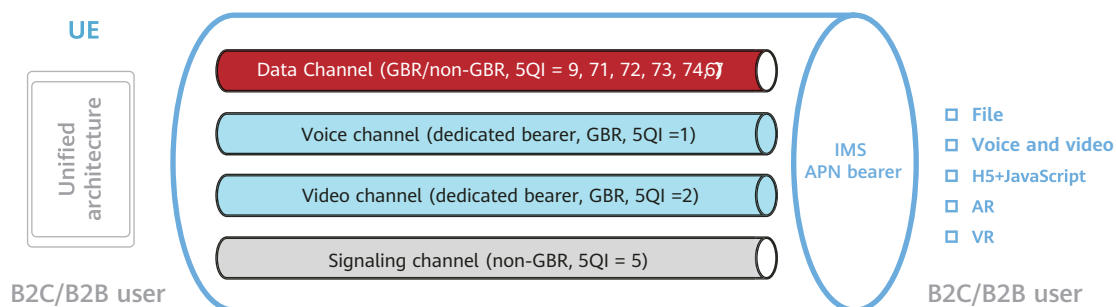 UE
Unified
architecture
B2C/B2B user
Data Channel (GBR/non-GBR, 5QI = 9, 71, 72, 73, 74,
Voice channel (dedicated bearer, GBR, 5QI =1)
Video channel (dedicated bearer, GBR, 5QI =2)
Signaling channel (non-GBR, 5QI = 5)
IMS
APN bearer
File
Voice and video
H5+JavaScript
AR
VR
B2C/B2B user